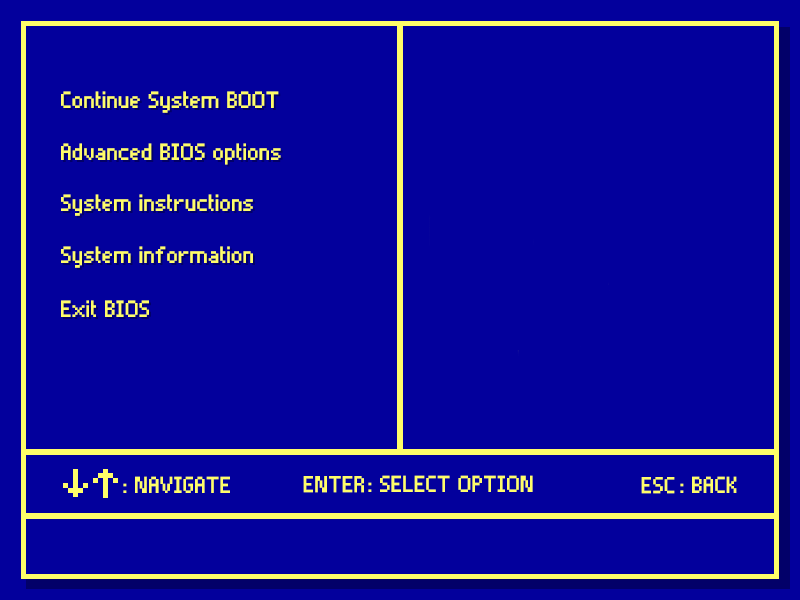 Continue System BOOT
Advanced BIOS options
System instructions
System information
Exit BIOS
↓↑: NAVIGATE ENTER: SELECT OPTION ESC: BACK